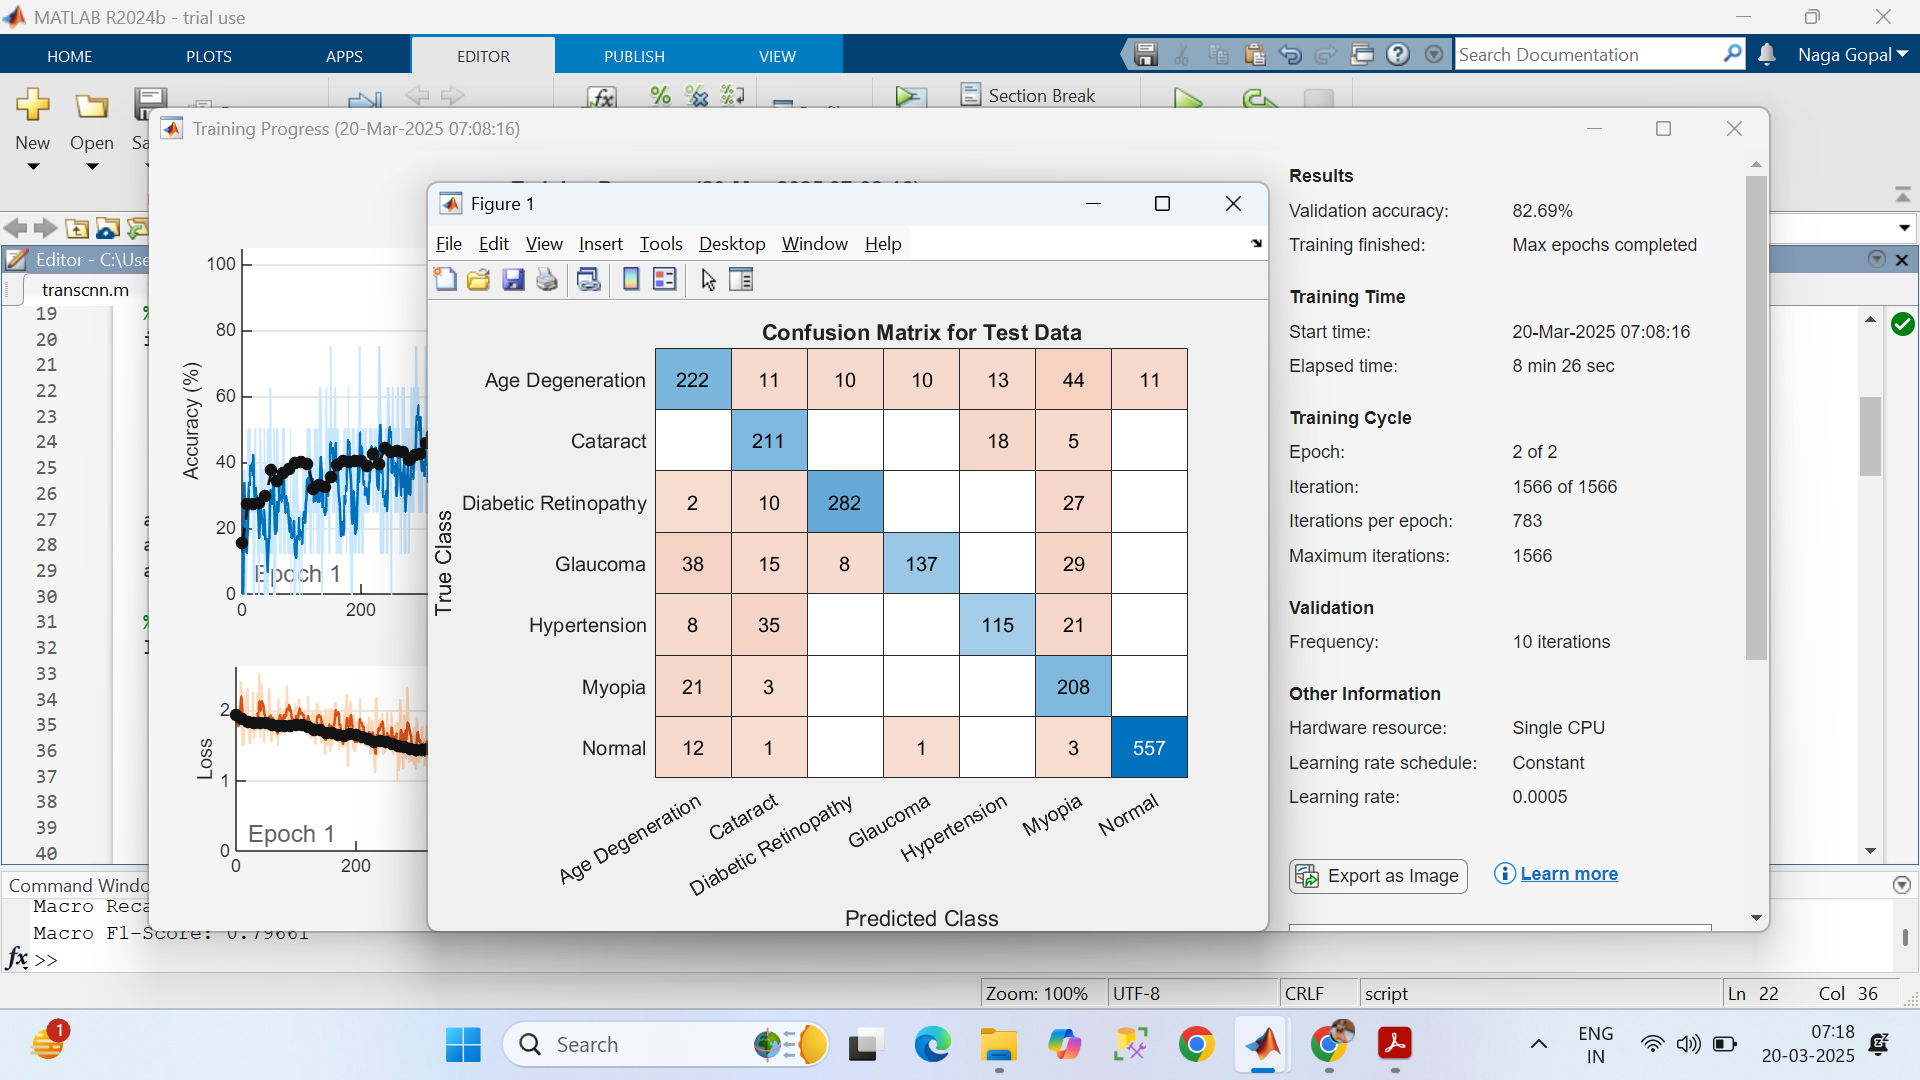 MATLAB R2024b - trial use
HOME PLOTS APPS EDITOR PUBLISH VIEW
Search Documentation
Naga Gopal
New Open
Section Break
Training Progress (20-Mar-2025 07:08:16)
Editor - C:\Use
transcnn.m
19
20
21
22
23
24
25
26
27
28
29
30
31
32
33
34
35
36
37
38
39
40
Accuracy (%)
100
80
60
40
20
0
Epoch 1
0 200
Loss
2
1
0
Epoch 1
0 200
Figure 1
File Edit View Insert Tools Desktop Window Help
Confusion Matrix for Test Data
True Class
Age Degeneration 222 11 10 10 13 44 11
Cataract 211 18 5
Diabetic Retinopathy 2 10 282 27
Glaucoma 38 15 8 137 29
Hypertension 8 35 115 21
Myopia 21 3 208
Normal 12 1 1 3 557
Age Degeneration Cataract Diabetic Retinopathy Glaucoma Hypertension Myopia Normal
Predicted Class
Results
Validation accuracy: 82.69%
Training finished: Max epochs completed
Training Time
Start time: 20-Mar-2025 07:08:16
Elapsed time: 8 min 26 sec
Training Cycle
Epoch: 2 of 2
Iteration: 1566 of 1566
Iterations per epoch: 783
Maximum iterations: 1566
Validation
Frequency: 10 iterations
Other Information
Hardware resource: Single CPU
Learning rate schedule: Constant
Learning rate: 0.0005
Export as Image
Learn more
Command Windo
Macro Reca
Macro F1-Score: 0.79661
fx >>
Zoom: 100% UTF-8 CRLF script Ln 22 Col 36
1
Search
ENG
IN
07:18
20-03-2025